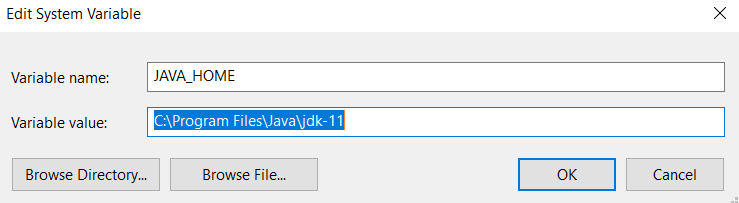 Edit System Variable
Variable name: JAVA_HOME
Variable value: C:\Program Files\Java\jdk-11
Browse Directory... Browse File... OK Cancel